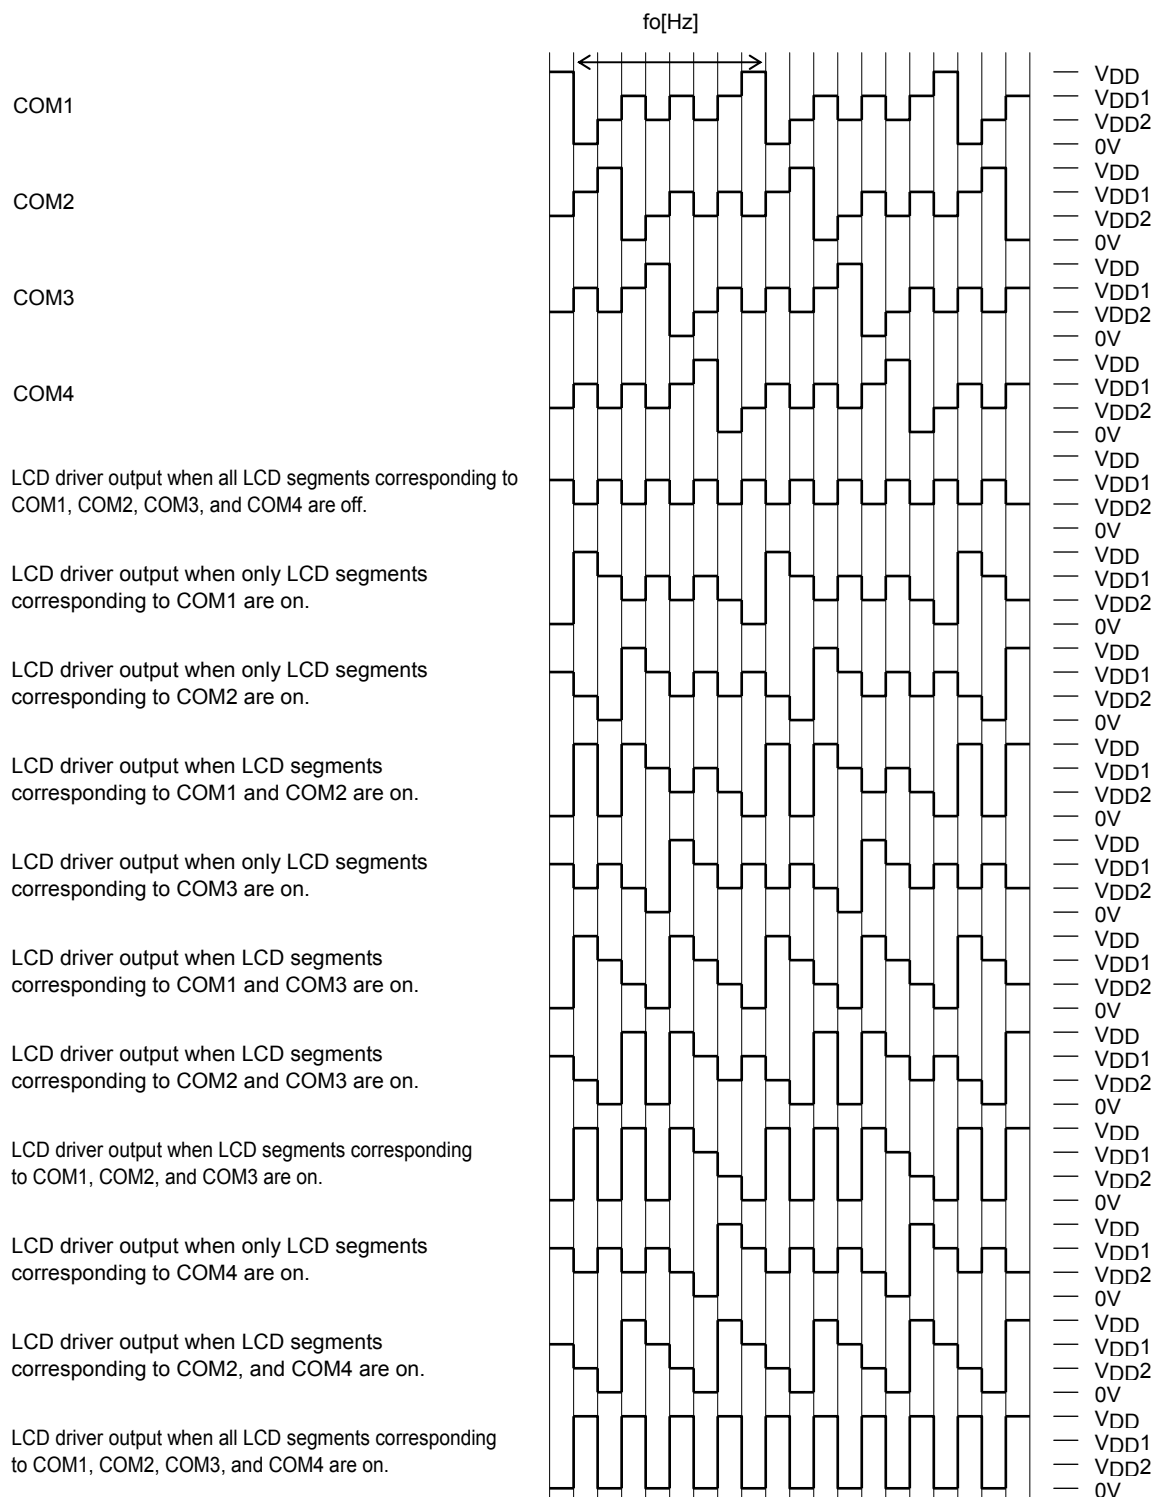 fo[Hz]
COM1
VDD
VDD1
VDD2
0V
COM2
VDD
VDD1
VDD2
0V
COM3
VDD
VDD1
VDD2
0V
COM4
VDD
VDD1
VDD2
0V
LCD driver output when all LCD segments corresponding to
COM1, COM2, COM3, and COM4 are off.
VDD
VDD1
VDD2
0V
LCD driver output when only LCD segments
corresponding to COM1 are on.
VDD
VDD1
VDD2
0V
LCD driver output when only LCD segments
corresponding to COM2 are on.
VDD
VDD1
VDD2
0V
LCD driver output when LCD segments
corresponding to COM1 and COM2 are on.
VDD
VDD1
VDD2
0V
LCD driver output when only LCD segments
corresponding to COM3 are on.
VDD
VDD1
VDD2
0V
LCD driver output when LCD segments
corresponding to COM1 and COM3 are on.
VDD
VDD1
VDD2
0V
LCD driver output when LCD segments
corresponding to COM2 and COM3 are on.
VDD
VDD1
VDD2
0V
LCD driver output when LCD segments corresponding
to COM1, COM2, and COM3 are on.
VDD
VDD1
VDD2
0V
LCD driver output when only LCD segments
corresponding to COM4 are on.
VDD
VDD1
VDD2
0V
LCD driver output when LCD segments
corresponding to COM2, and COM4 are on.
VDD
VDD1
VDD2
0V
LCD driver output when all LCD segments corresponding
to COM1, COM2, COM3, and COM4 are on.
VDD
VDD1
VDD2
0V